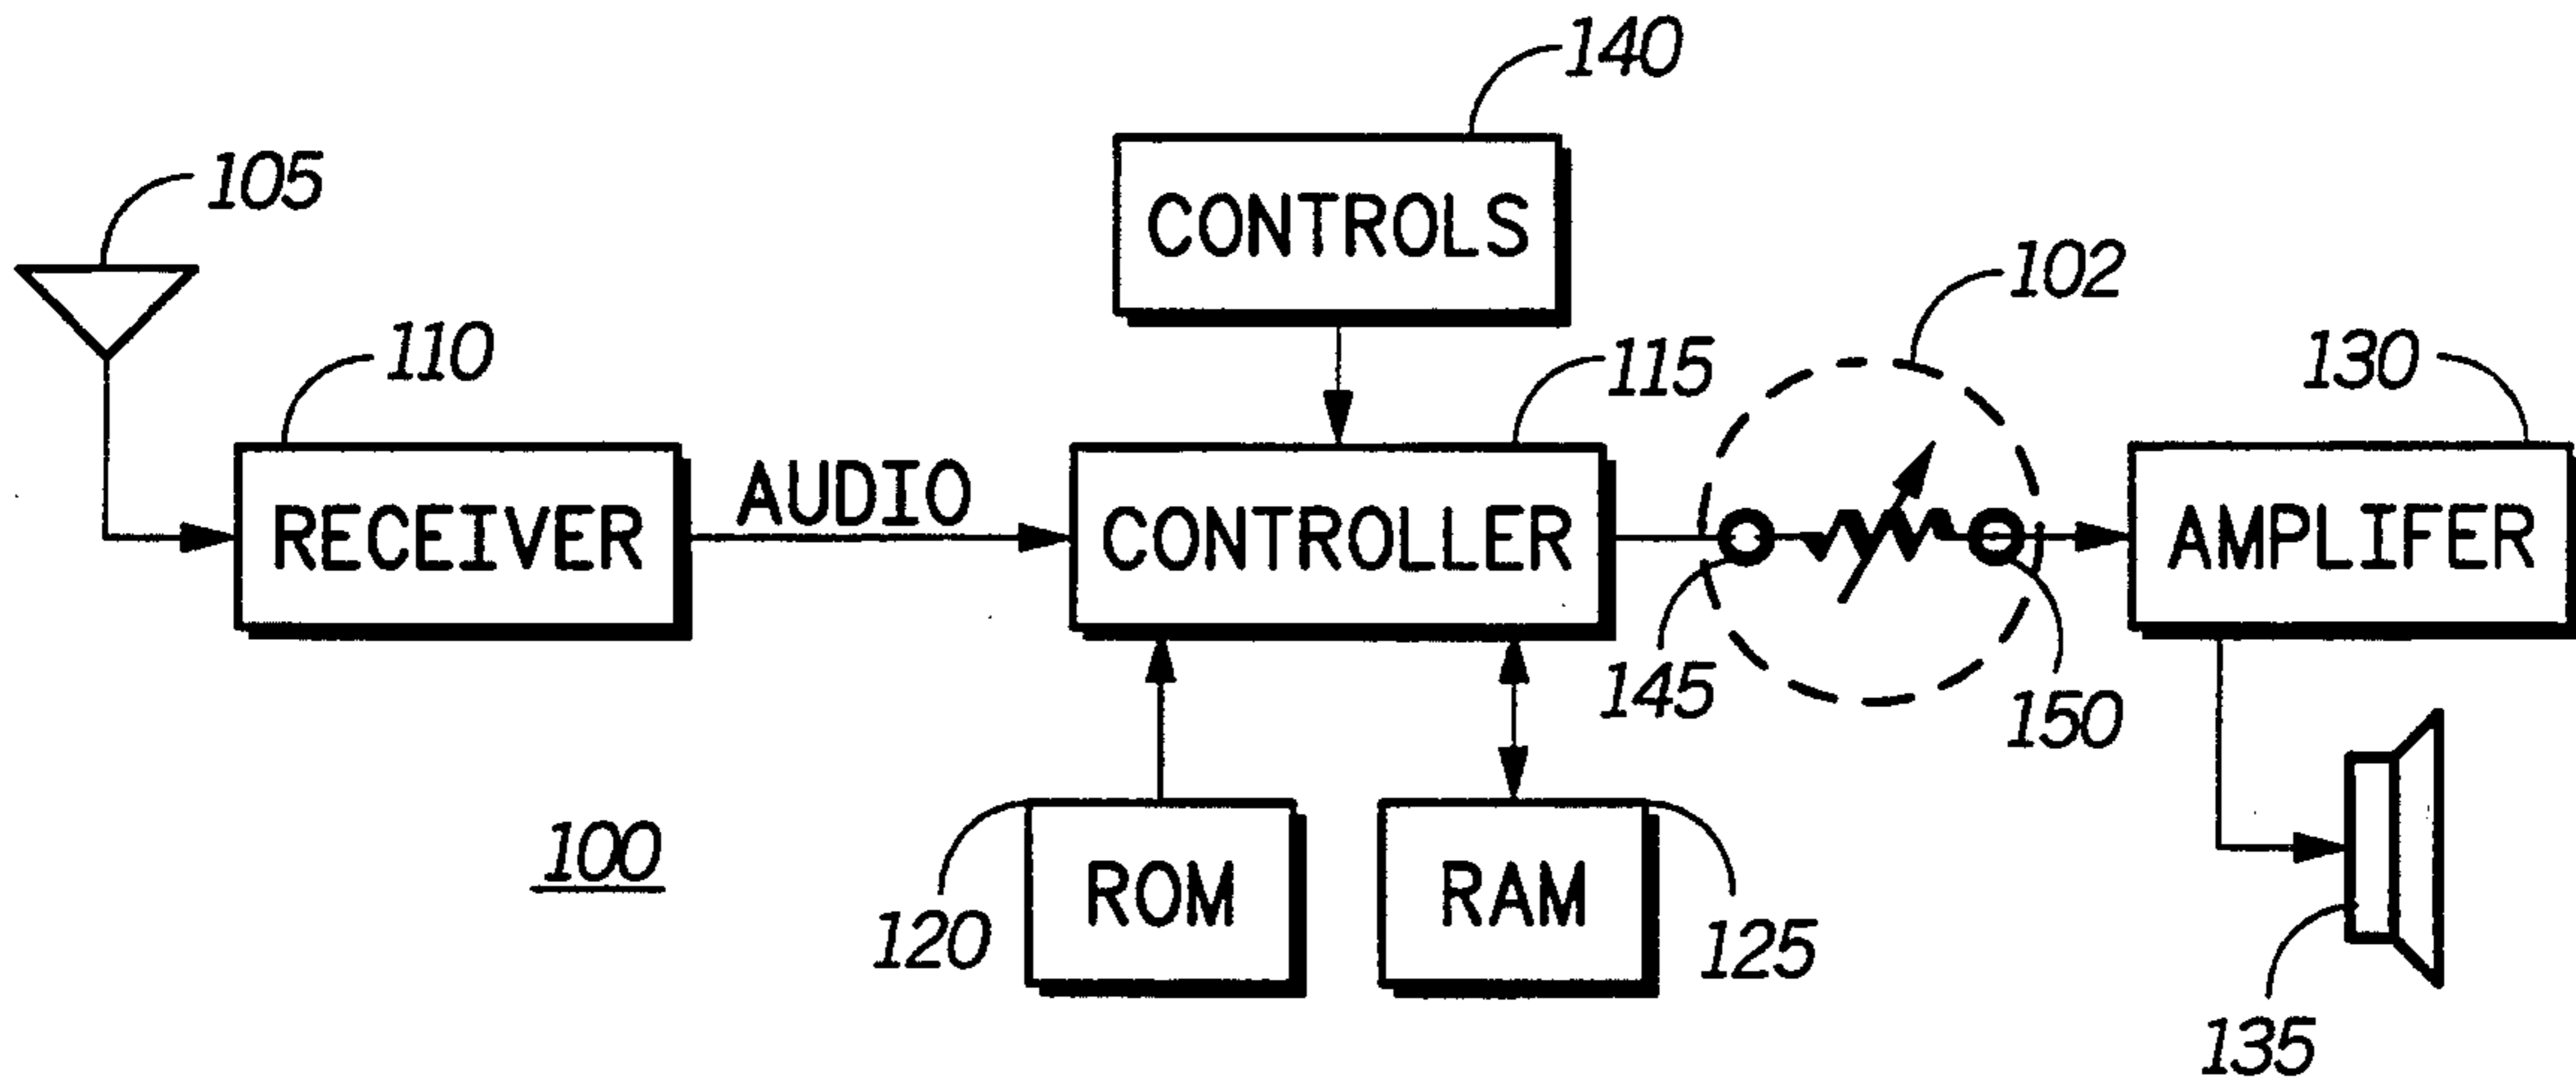 140
105
CONTROLS
102
110
115
130
AUDIO
RECEIVER
CONTROLLER
AMPLIFER
145
150
100
ROM
RAM
120
125
135